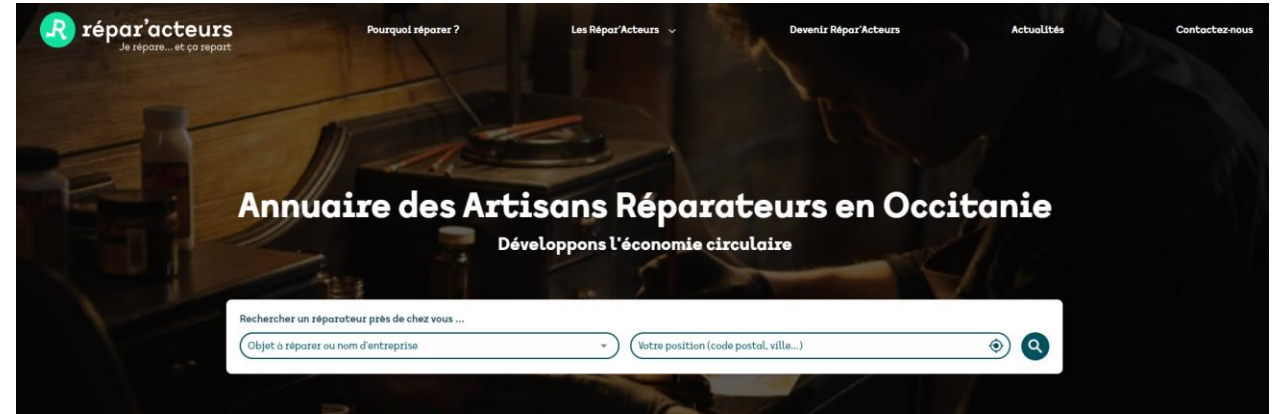 répar'acteurs
Je répare... et ça repart
Pourquoi réparer ?
Les Répar'Acteurs
Devenir Répar'Acteurs
Actualités
Contactez-nous
Annuaire des Artisans Réparateurs en Occitanie
Développons l'économie circulaire
Rechercher un réparateur près de chez vous ...
Objet à réparer ou nom d'entreprise
Votre position (code postal, ville...)